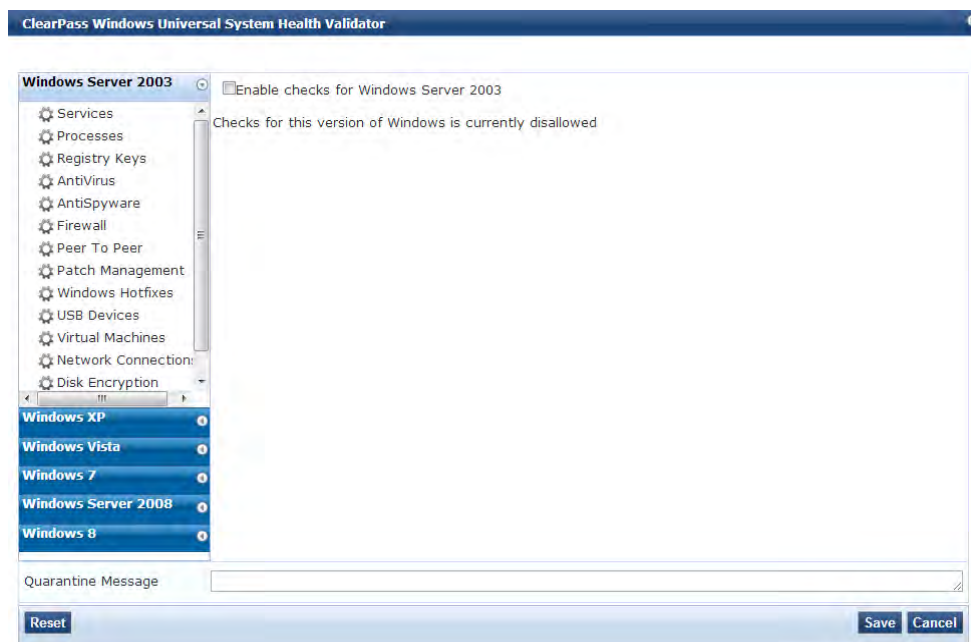 ClearPass Windows Universal System Health Validator
Windows Server 2003
Services
Processes
Registry Keys
AntiVirus
AntiSpyware
Firewall
Peer To Peer
Patch Management
Windows Hotfixes
USB Devices
Virtual Machines
Network Connection
Disk Encryption
Windows XP
Windows Vista
Windows 7
Windows Server 2008
Windows 8
Enable checks for Windows Server 2003
Checks for this version of Windows is currently disallowed
Quarantine Message
Reset
Save Cancel